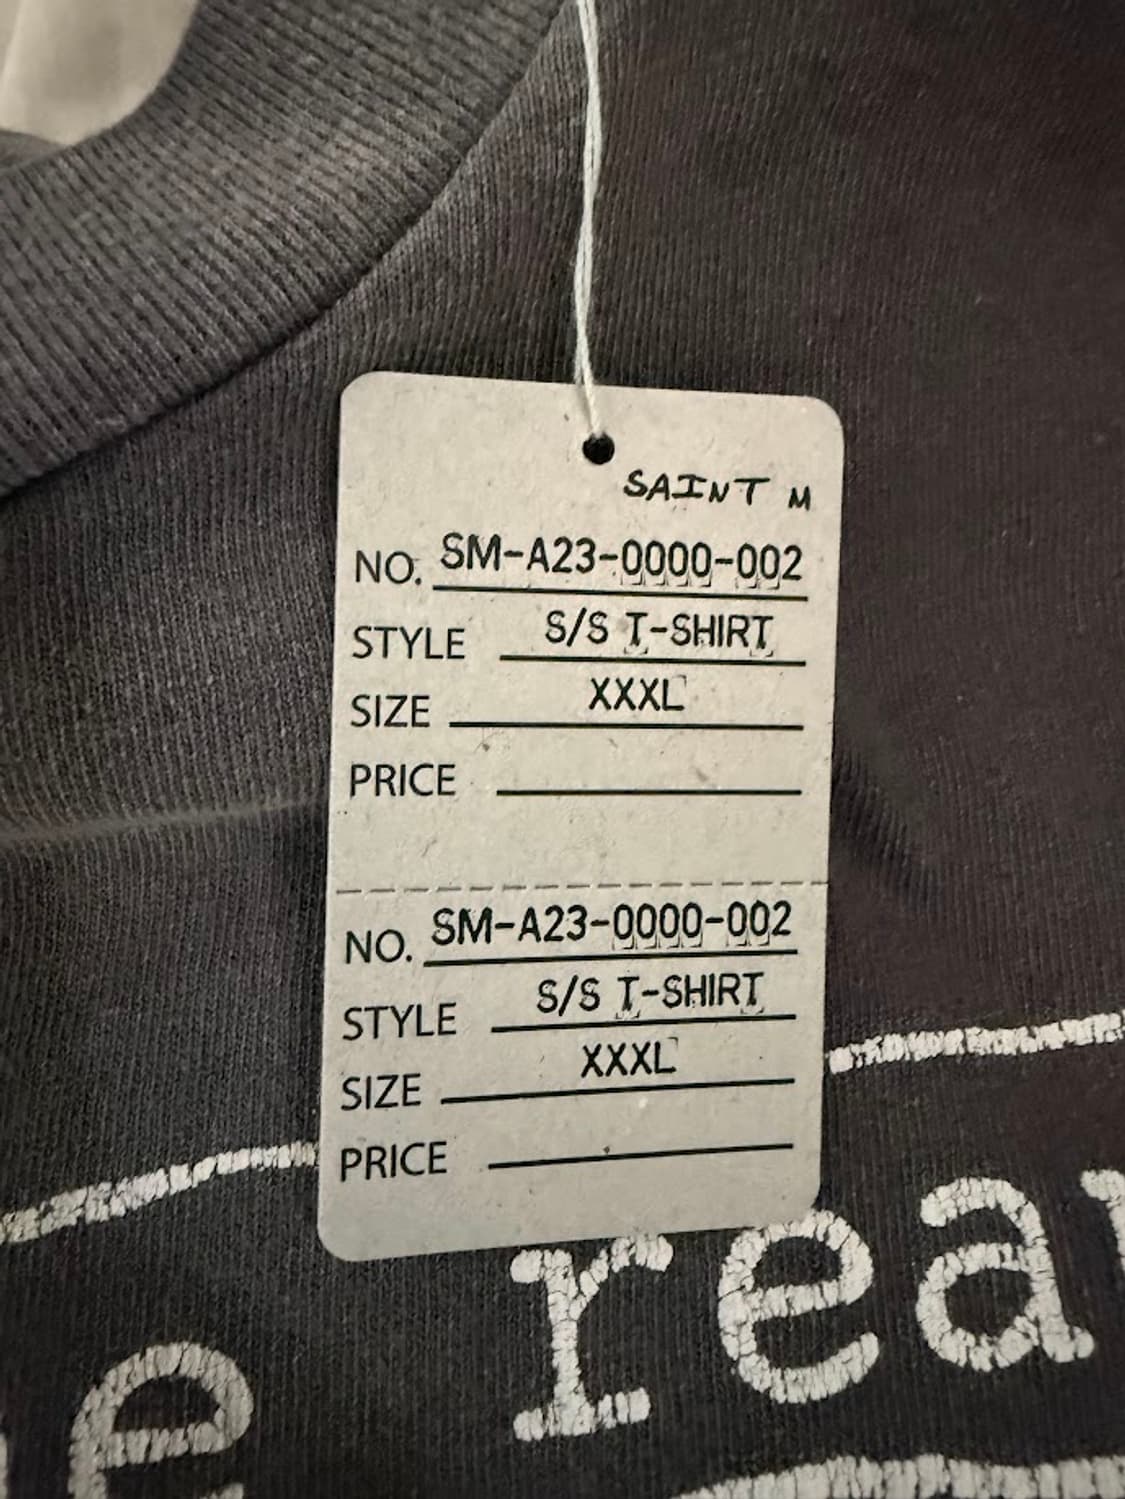 SAINT M
NO. SM-A23-0000-002
STYLE S/S T-SHIRT
SIZE XXXL
PRICE
NO. SM-A23-0000-002
STYLE S/S T-SHIRT
SIZE XXXL
PRICE